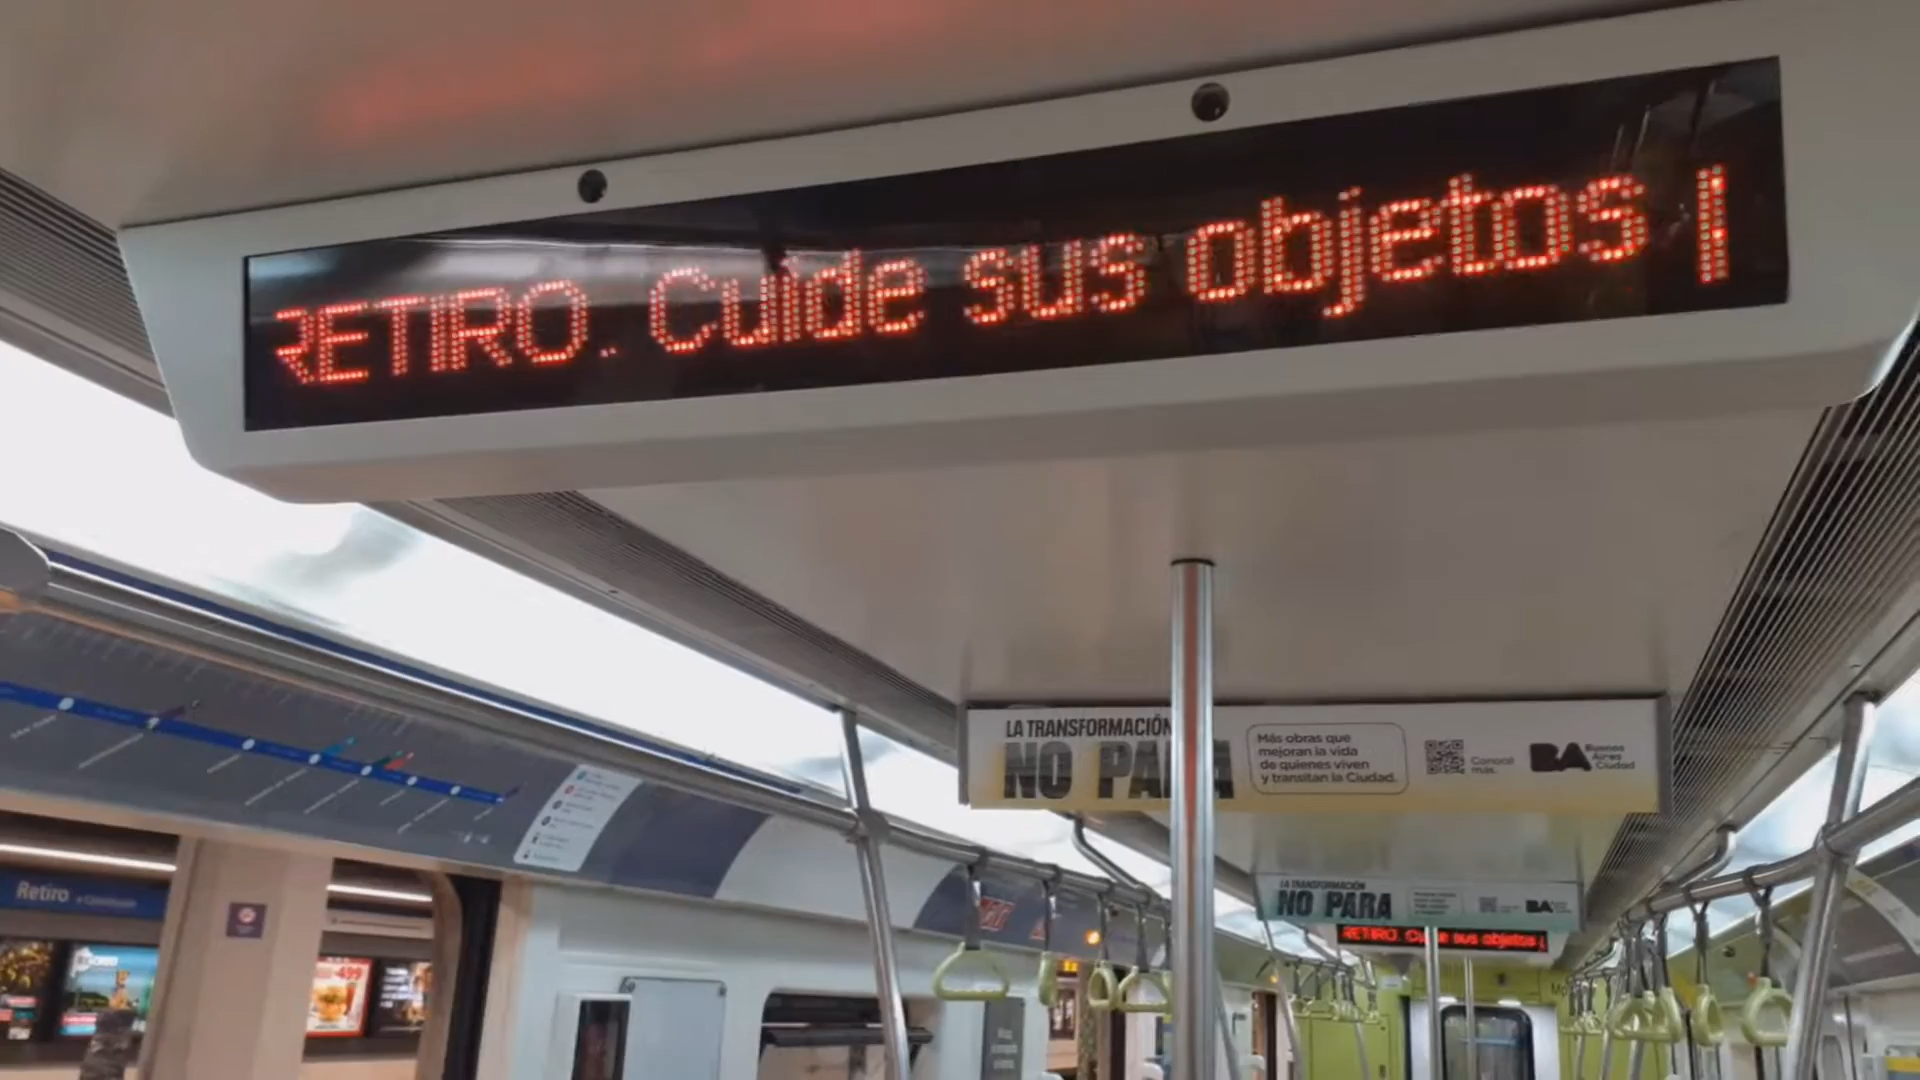 RETIRO. Cuide sus objetos
LA TRANSFORMACIÓN
NO PARA
Más obras que
mejoran la vida
de quienes viven
y transitan la Ciudad.
Conocé
más.
BA Buenos
Aires
Ciudad
LA TRANSFORMACIÓN
NO PARA
BA
RETIRO. Cuide sus objetos
Retiro
499